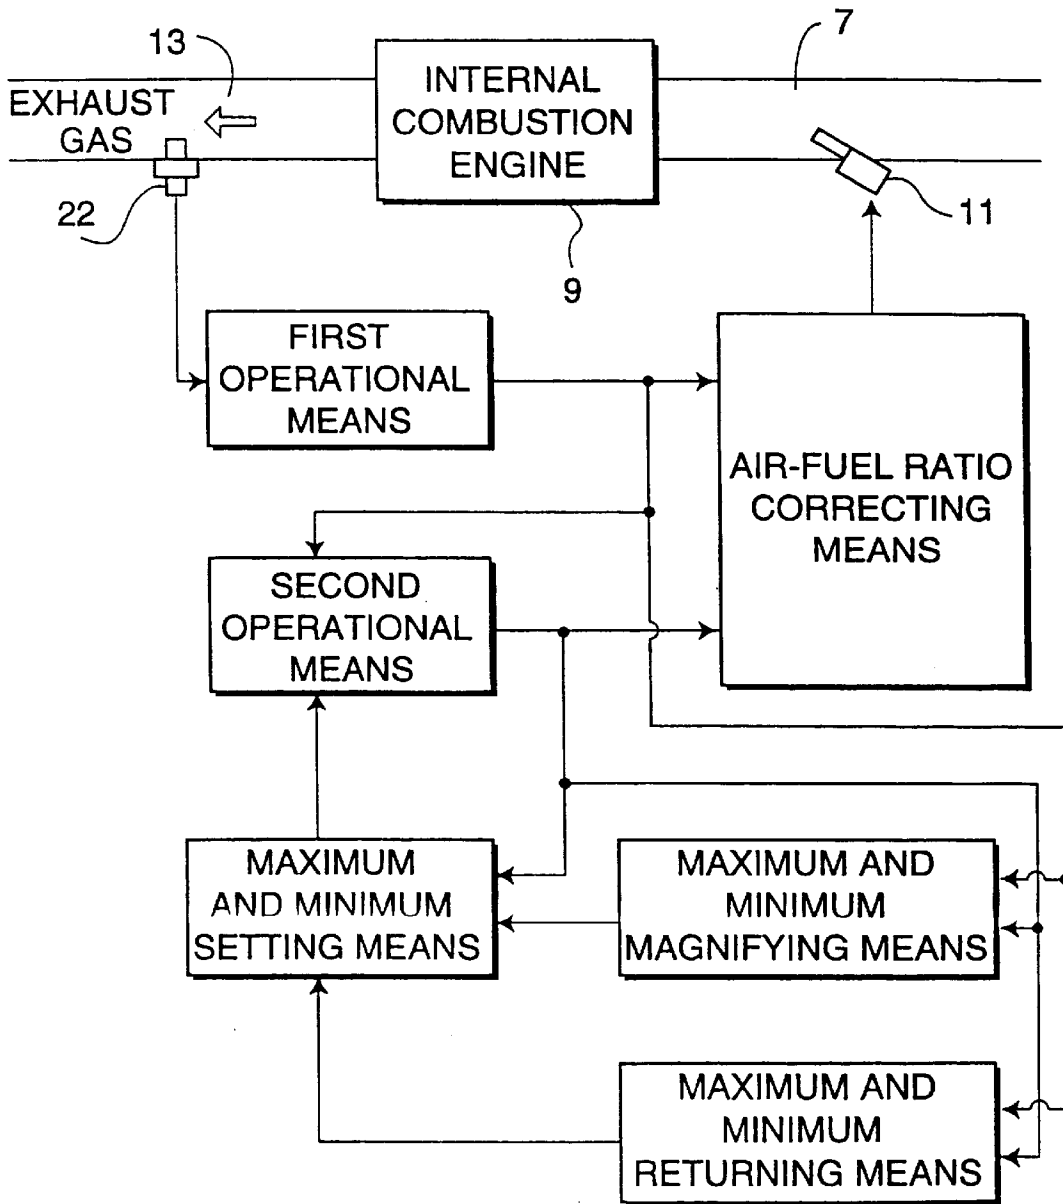 13
7
EXHAUST
GAS
INTERNAL
COMBUSTION
ENGINE
22
11
9
FIRST
OPERATIONAL
MEANS
AIR-FUEL RATIO
CORRECTING
MEANS
SECOND
OPERATIONAL
MEANS
MAXIMUM
AND MINIMUM
SETTING MEANS
MAXIMUM AND
MINIMUM
MAGNIFYING MEANS
MAXIMUM AND
MINIMUM
RETURNING MEANS